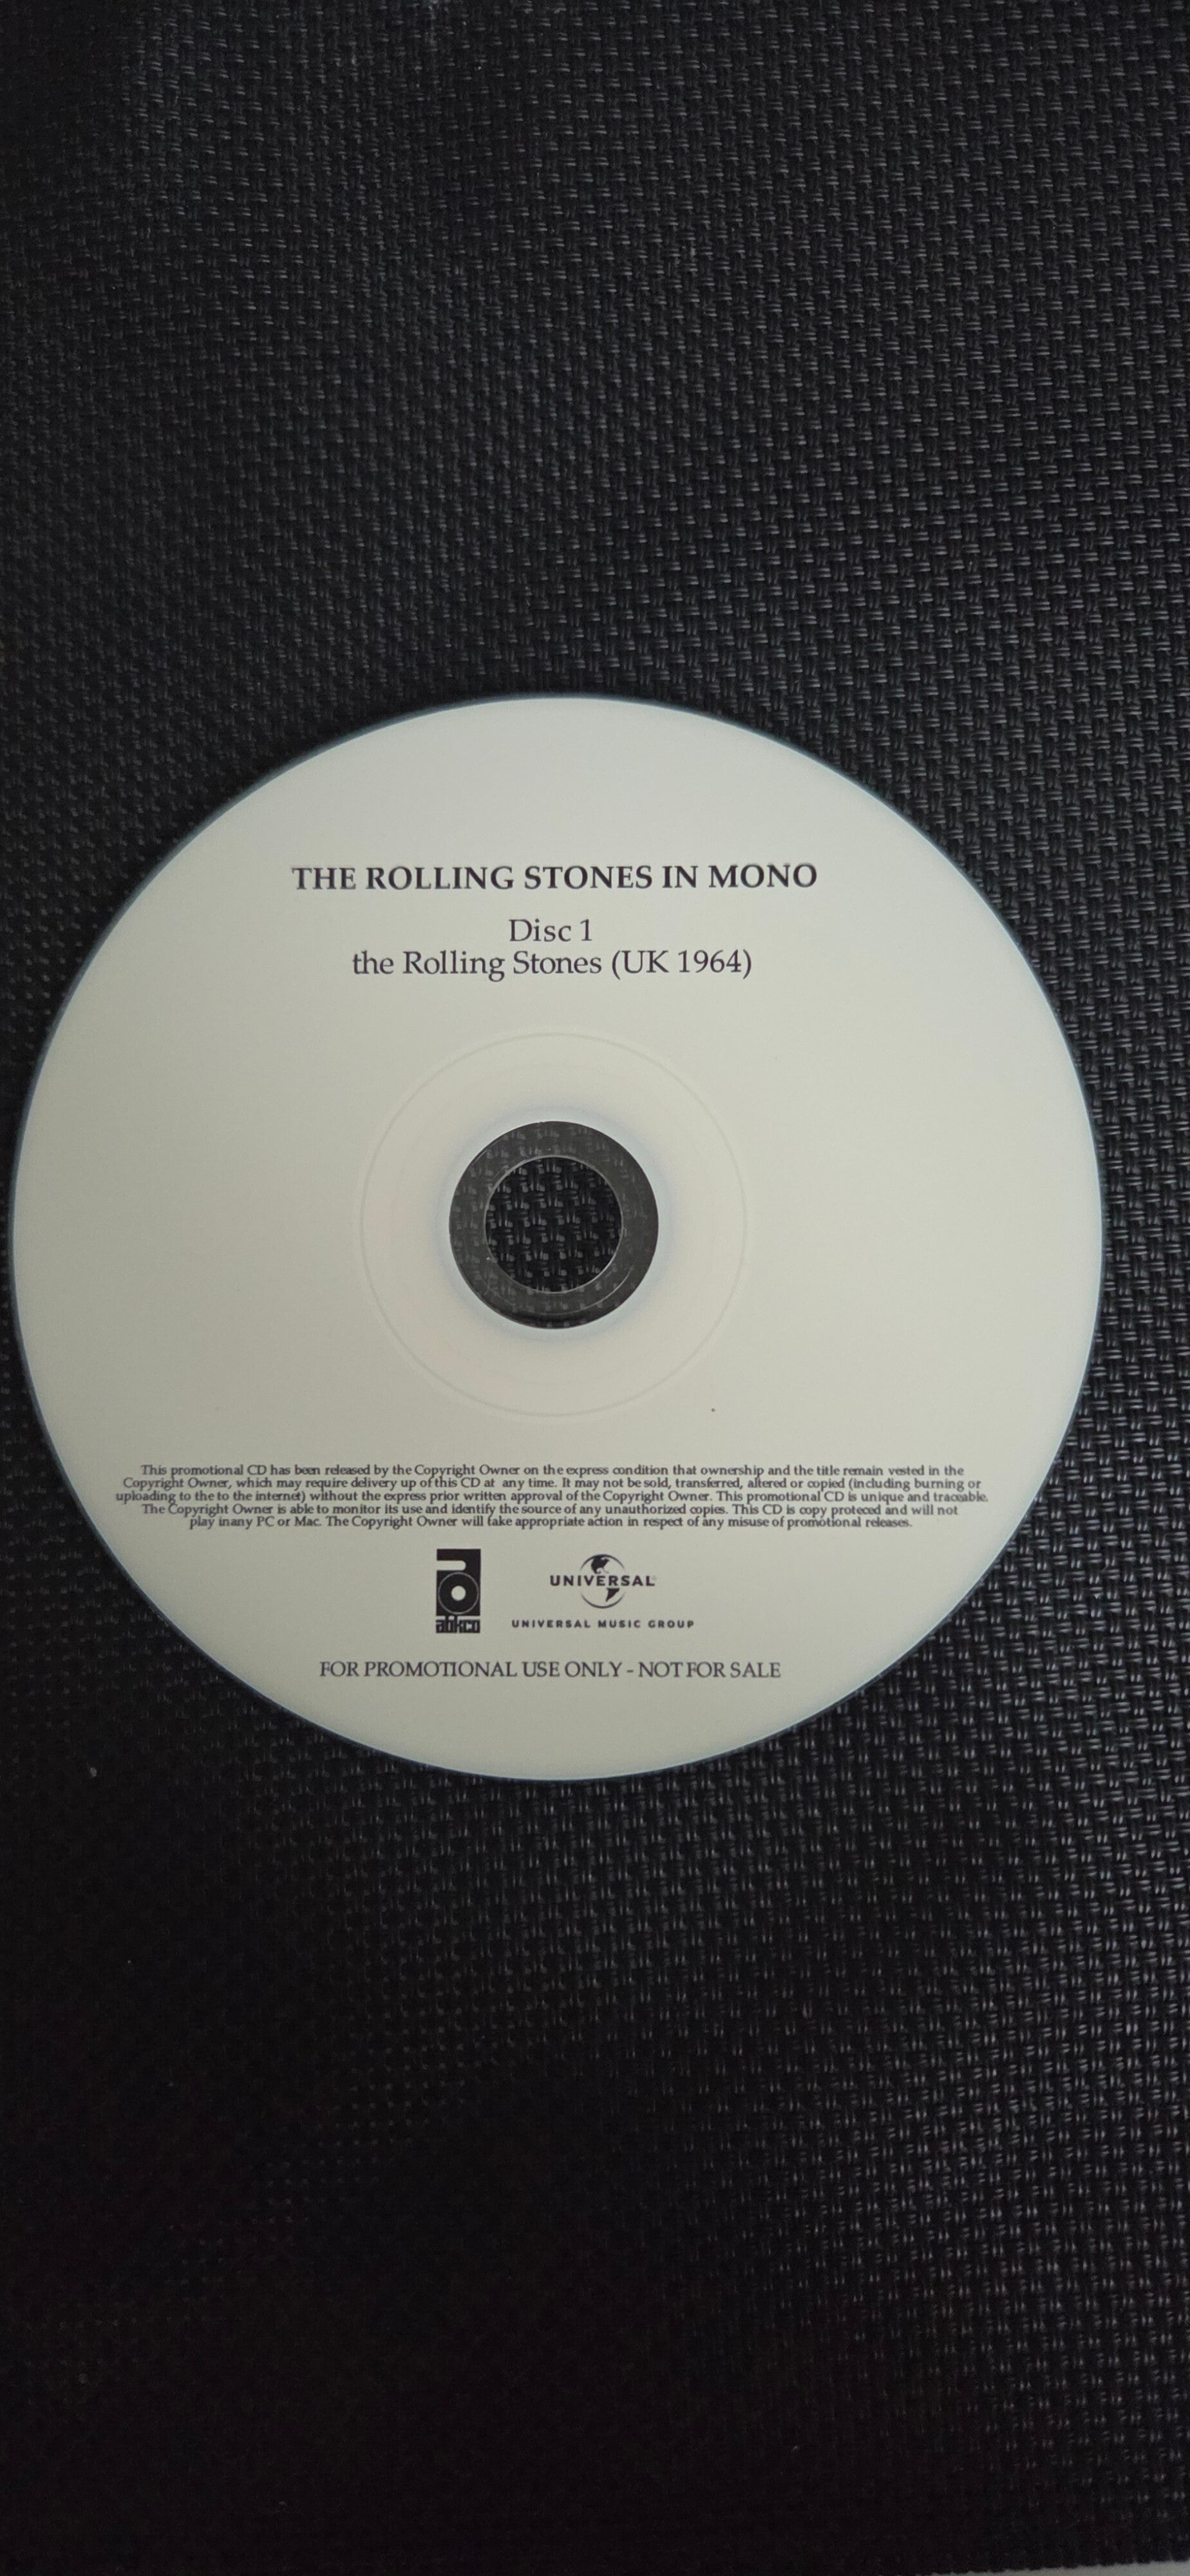 THE ROLLING STONES IN MONO
Disc 1
the Rolling Stones (UK 1964)
This promotional CD has been released by the Copyright Owner on the express condition that ownership and the title remain vested in the
Copyright Owner, which may require delivery up of this CD at any time. It may not be sold, transferred, altered or copied (including burning or
uploading to the to the internet) without the express prior written approval of the Copyright Owner. This promotional CD is unique and traceable.
The Copyright Owner is able to monitor its use and identify the source of any unauthorized copies. This CD is copy proteced and will not
play in any PC or Mac. The Copyright Owner will take appropriate action in respect of any misuse of promotional releases.
abkco
UNIVERSAL
UNIVERSAL MUSIC GROUP
FOR PROMOTIONAL USE ONLY - NOT FOR SALE